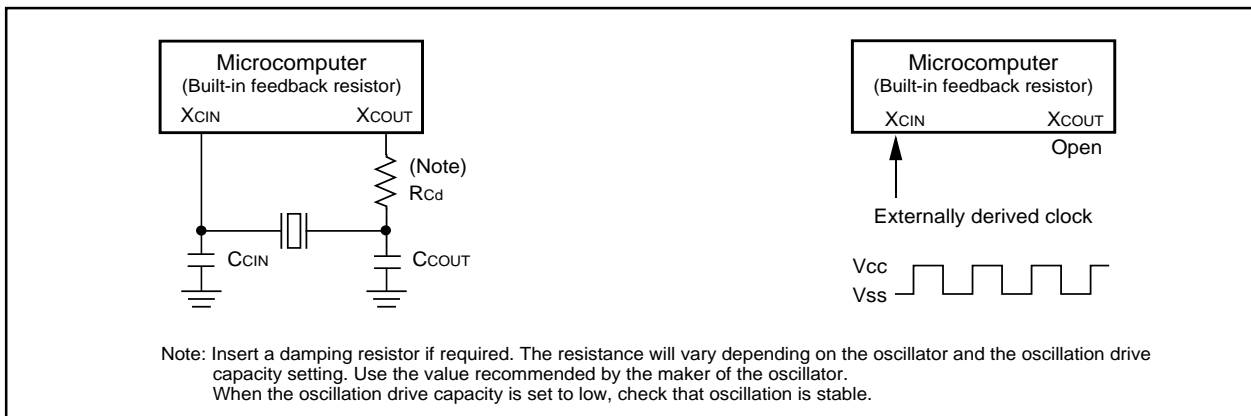 Microcomputer
(Built-in feedback resistor)
XCIN XCOUT
(Note)
RCd
CCIN
CCOUT
Microcomputer
(Built-in feedback resistor)
XCIN XCOUT
Open
Externally derived clock
Vcc
Vss
Note: Insert a damping resistor if required. The resistance will vary depending on the oscillator and the oscillation drive
capacity setting. Use the value recommended by the maker of the oscillator.
When the oscillation drive capacity is set to low, check that oscillation is stable.